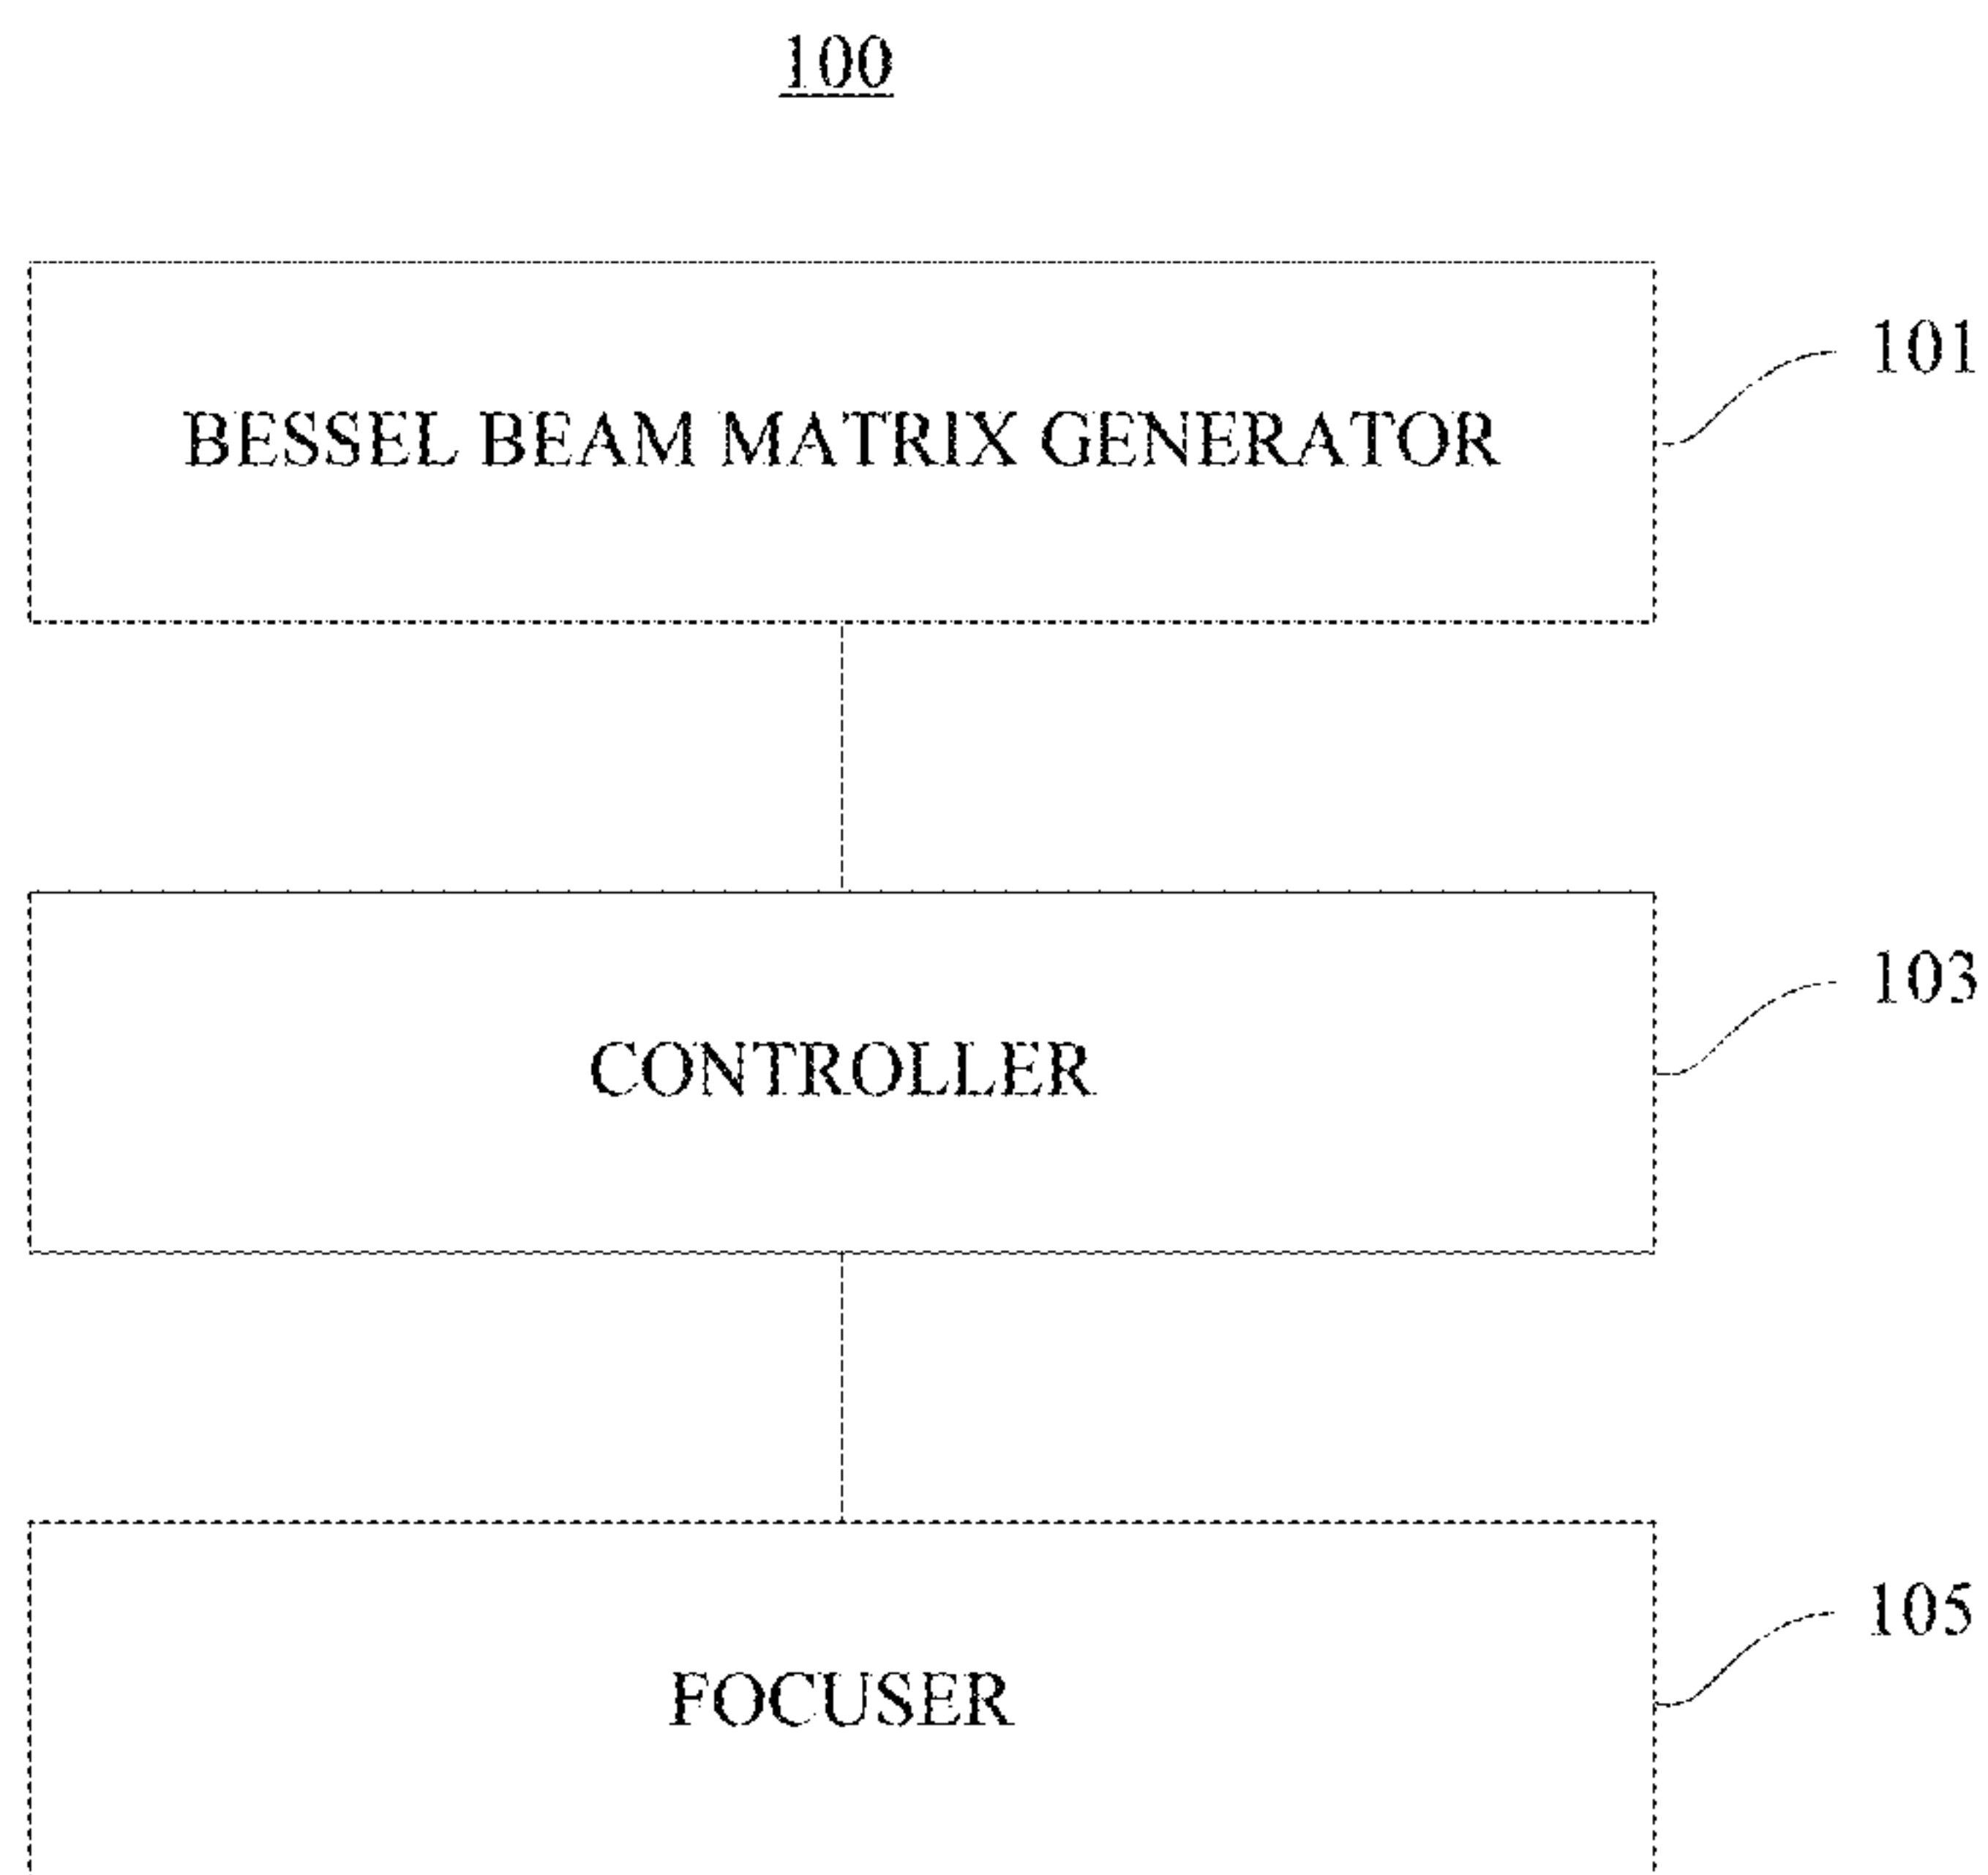 100
101
BESSEL BEAM MATRIX GENERATOR
103
CONTROLLER
105
FOCUSER